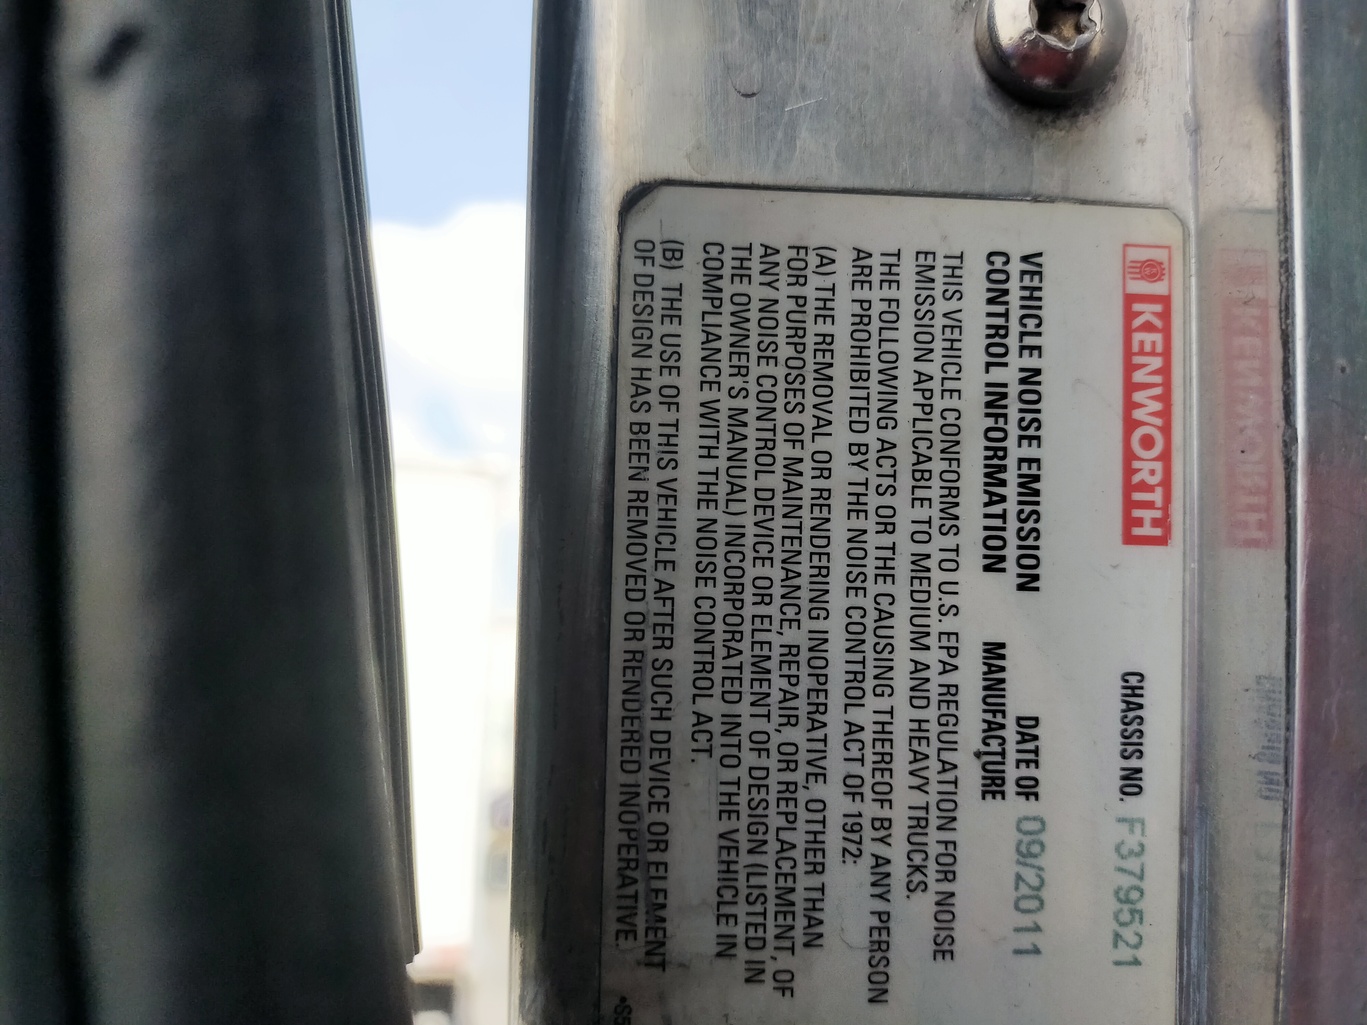 KENWORTH CHASSIS NO. F379521
VEHICLE NOISE EMISSION DATE OF 09/2011
CONTROL INFORMATION MANUFACTURE
THIS VEHICLE CONFORMS TO U.S. EPA REGULATION FOR NOISE
EMISSION APPLICABLE TO MEDIUM AND HEAVY TRUCKS.
THE FOLLOWING ACTS OR THE CAUSING THEREOF BY ANY PERSON
ARE PROHIBITED BY THE NOISE CONTROL ACT OF 1972:
(A) THE REMOVAL OR RENDERING INOPERATIVE, OTHER THAN
FOR PURPOSES OF MAINTENANCE, REPAIR, OR REPLACEMENT, OF
ANY NOISE CONTROL DEVICE OR ELEMENT OF DESIGN (LISTED IN
THE OWNER'S MANUAL) INCORPORATED INTO THE VEHICLE IN
COMPLIANCE WITH THE NOISE CONTROL ACT.
(B) THE USE OF THIS VEHICLE AFTER SUCH DEVICE OR ELEMENT
OF DESIGN HAS BEEN REMOVED OR RENDERED INOPERATIVE.